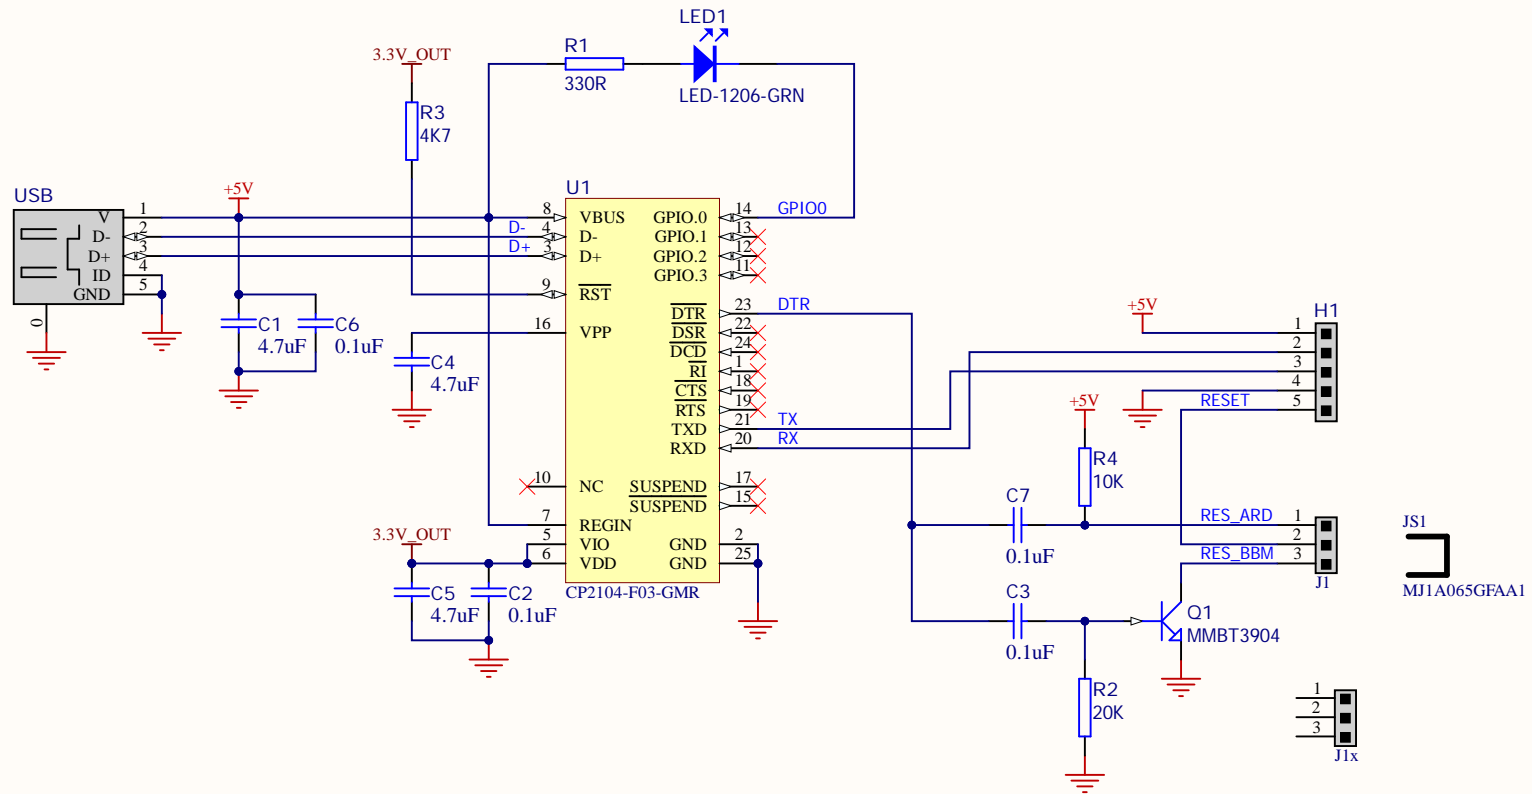 LED1
R1
330R
LED-1206-GRN
3.3V_OUT
R3
4K7
USB
V
D-
D+
ID
GND
1
2
3
4
5
0
+5V
C1
4.7uF
C6
0.1uF
C4
4.7uF
U1
8 VBUS
D- 4 D-
D+ 3 D+
9 RST
16 VPP
10 NC
7 REGIN
5 VIO
6 VDD
GPIO.0 14 GPIO0
GPIO.1 13
GPIO.2 12
GPIO.3 11
DTR 23 DTR
DSR 22
DCD 24
RI 1
CTS 18
RTS 19
TXD 21 TX
RXD 20 RX
SUSPEND 17
SUSPEND 15
GND 2
GND 25
CP2104-F03-GMR
3.3V_OUT
C5
4.7uF
C2
0.1uF
+5V
H1
1
2
3
4
5
RESET
+5V
R4
10K
C7
0.1uF
RES_ARD
RES_BBM
1
2
3
J1
JS1
MJ1A065GFAA1
C3
0.1uF
Q1
MMBT3904
R2
20K
1
2
3
J1x